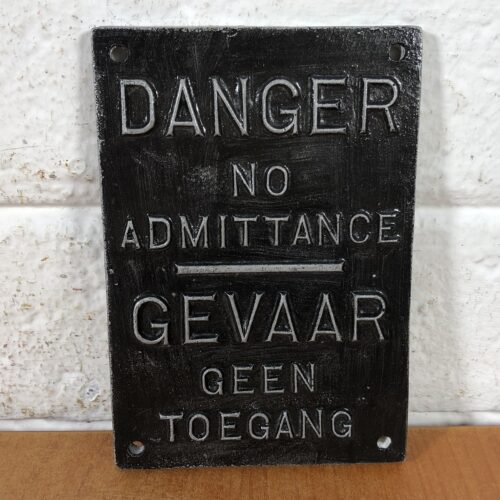 DANGER
NO
ADMITTANCE
GEVAAR
GEEN
TOEGANG